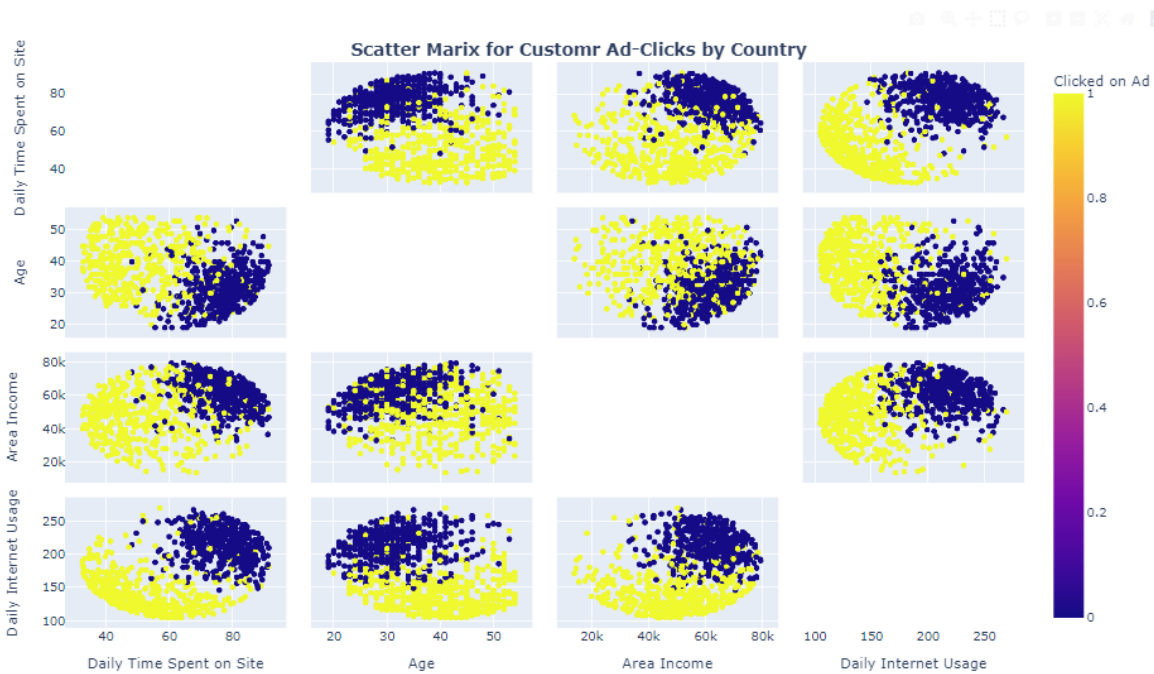 Scatter Marix for Customr Ad-Clicks by Country
Clicked on Ad
Daily Time Spent on Site
80
60
40
1
0.8
0.6
0.4
0.2
0
Age
50
40
30
20
Area Income
80k
60k
40k
20k
Daily Internet Usage
250
200
150
100
40 60 80
20 30 40 50
20k 40k 60k 80k
100 150 200 250
Daily Time Spent on Site
Age
Area Income
Daily Internet Usage